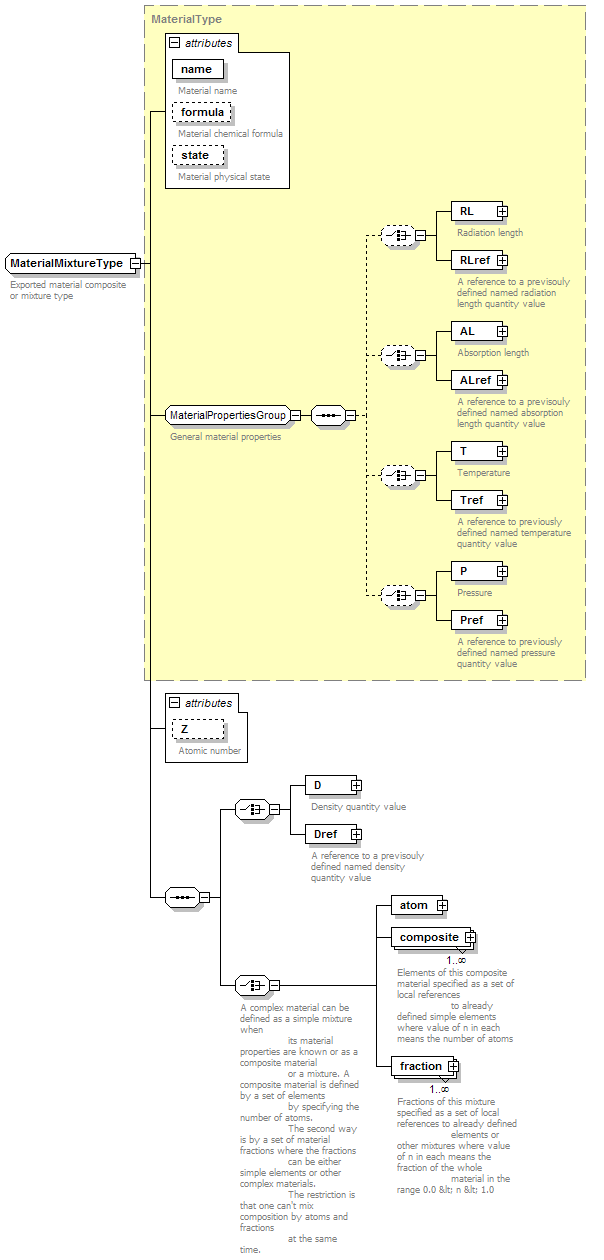 MaterialType
attributes
name
Material name
formula
Material chemical formula
state
Material physical state
MaterialMixtureType
Exported material composite
or mixture type
RL
Radiation length
RLref
A reference to a previsouly
defined named radiation
length quantity value
AL
Absorption length
ALref
A reference to a previsouly
defined named absorption
length quantity value
MaterialPropertiesGroup
General material properties
T
Temperature
Tref
A reference to previously
defined named temperature
quantity value
P
Pressure
Pref
A reference to previously
defined named pressure
quantity value
attributes
Z
Atomic number
D
Density quantity value
Dref
A reference to a previsouly
defined named density
quantity value
atom
composite
1..∞
Elements of this composite
material specified as a set of
local references
to already
defined simple elements
where value of n in each
means the number of atoms
A complex material can be
defined as a simple mixture
when
its material
properties are known or as a
composite material
or a mixture. A
composite material is defined
by a set of elements
by specifying the
number of atoms.
The second way
is by a set of material
fractions where the fractions
can be either
simple elements or other
complex materials.
The restriction is
that one can't mix
composition by atoms and
fractions
at the same
time.
fraction
1..∞
Fractions of this mixture
specified as a set of local
references to already defined
elements or
other mixtures where value
of n in each means the
fraction of the whole
material in the
range 0.0 &lt; n &lt; 1.0